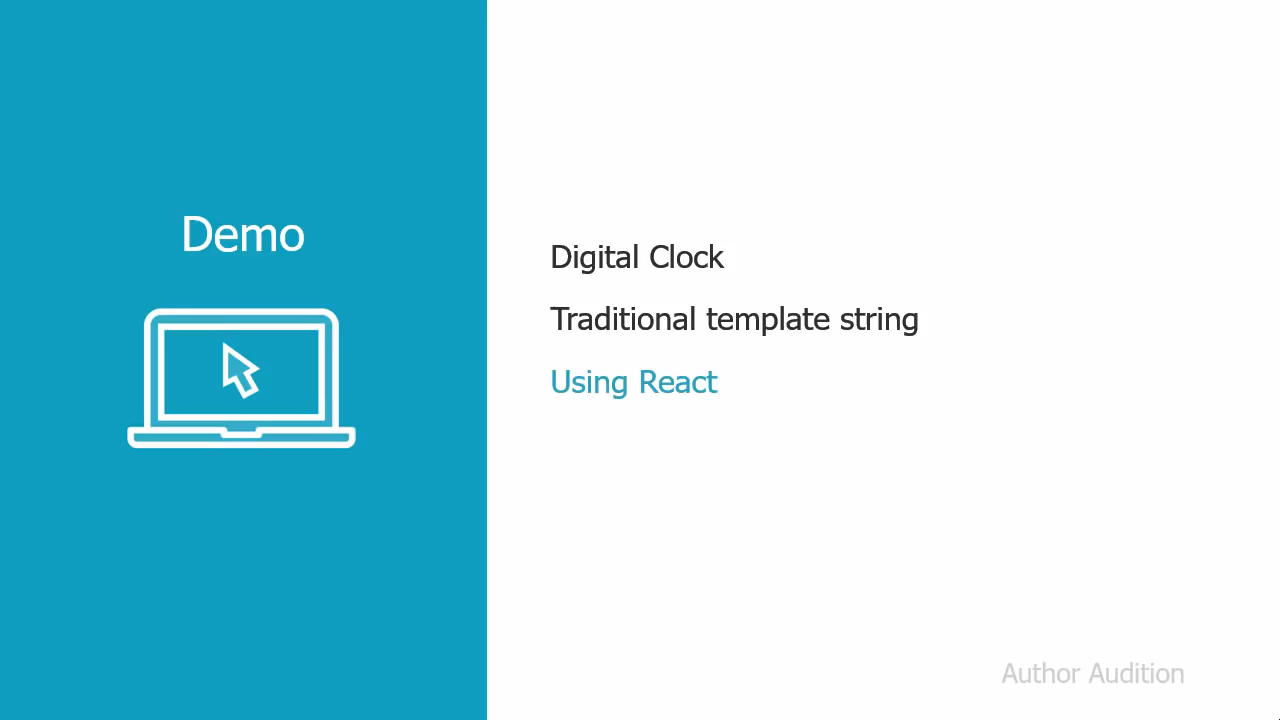 Demo
Digital Clock
Traditional template string
Using React
Author Audition